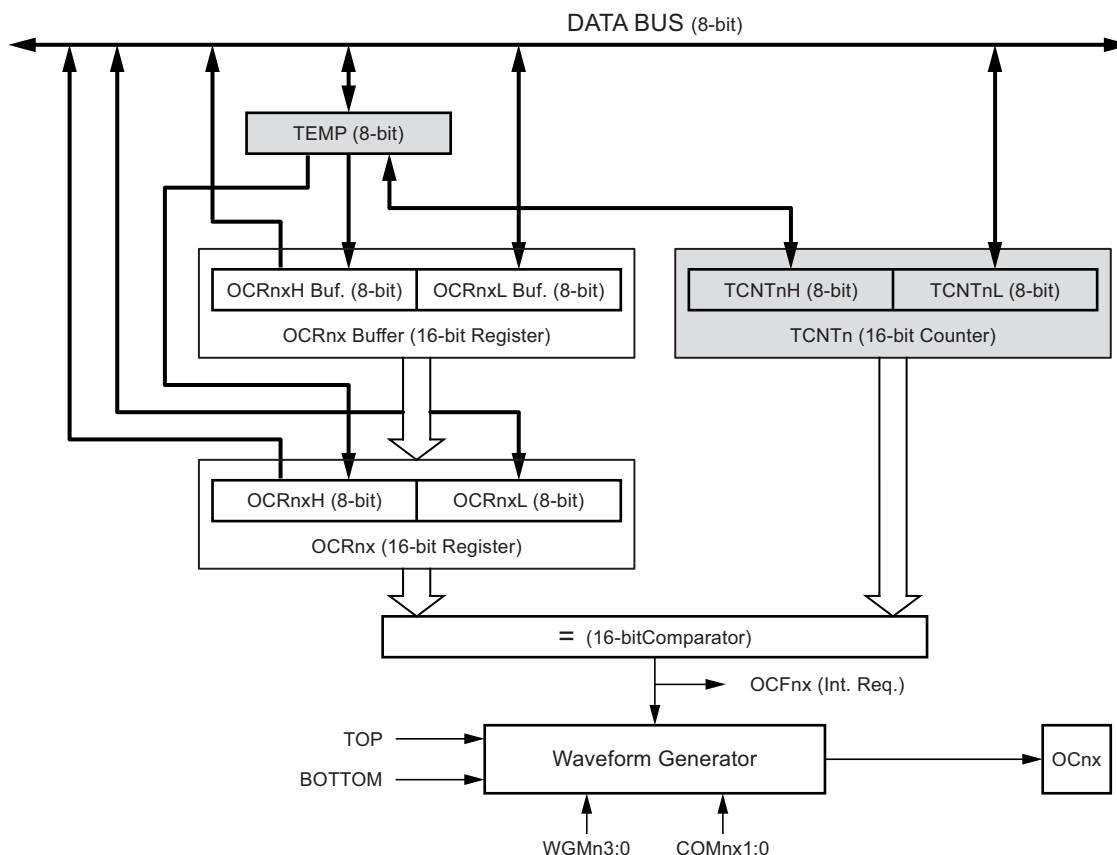 DATA BUS (8-bit)
TEMP (8-bit)
OCRnxH Buf. (8-bit)
OCRnxL Buf. (8-bit)
TCNTnH (8-bit)
TCNTnL (8-bit)
OCRnx Buffer (16-bit Register)
TCNTn (16-bit Counter)
OCRnxH (8-bit)
OCRnxL (8-bit)
OCRnx (16-bit Register)
= (16-bitComparator)
OCFnx (Int. Req.)
TOP
BOTTOM
Waveform Generator
OCnx
WGMn3:0
COMnx1:0